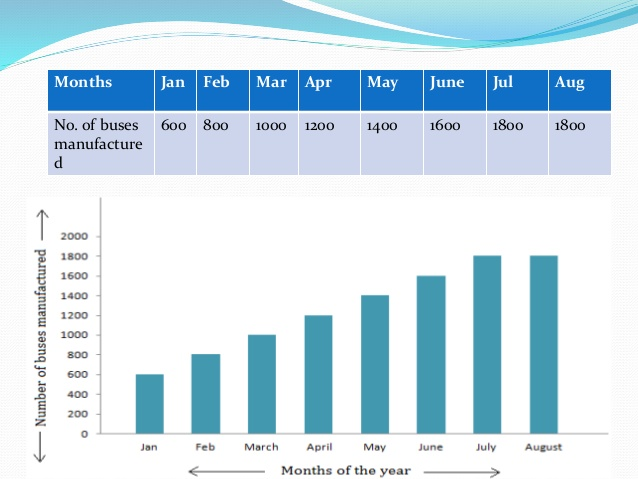 Months Jan Feb Mar Apr May June Jul Aug
No. of buses 600 800 1000 1200 1400 1600 1800 1800
manufacture
d
Number of buses manufactured
2000
1800
1600
1400
1200
1000
800
600
400
200
0
Jan Feb March April May June July August
Months of the year